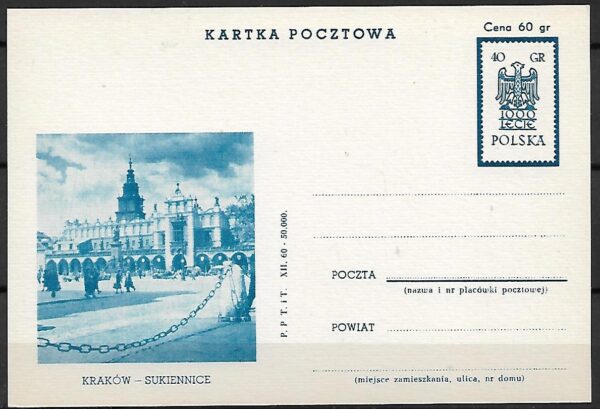 KARTKA POCZTOWA
Cena 60 gr
40 GR
1000
LECIE
POLSKA
P. P. T. i T. XII. 60 - 50.000.
POCZTA
(nazwa i nr placówki pocztowej)
POWIAT
(miejsce zamieszkania, ulica, nr domu)
KRAKÓW – SUKIENNICE